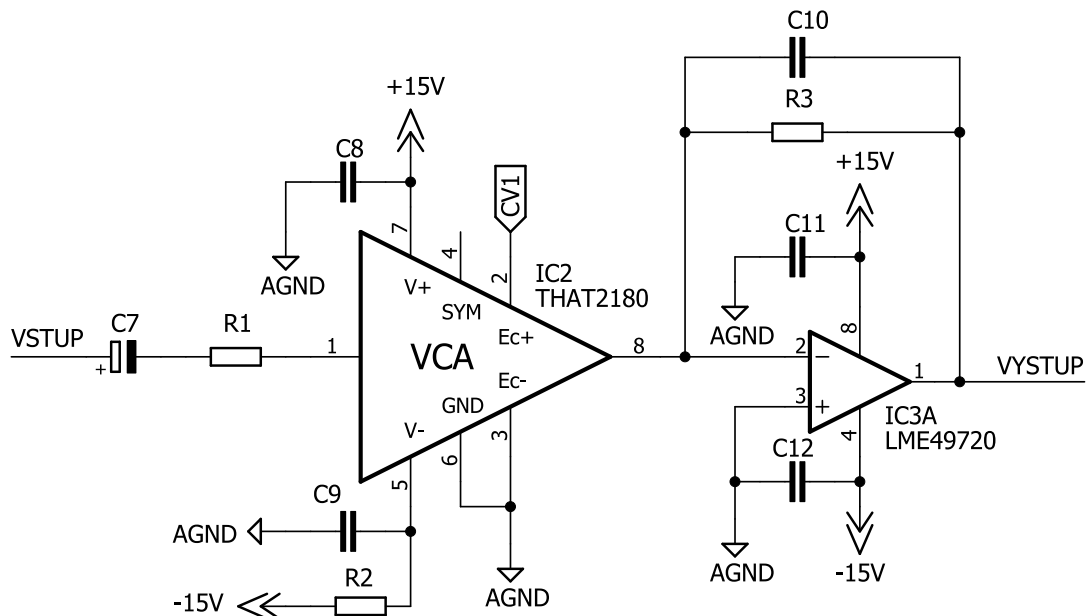 C10
R3
+15V
C8
7
AGND
V+
4
SYM
CV1
2
Ec+
IC2
THAT2180
+15V
C11
AGND
8
VSTUP
C7
+
R1
1
VCA
8
Ec-
GND
V-
5
6
3
2
−
3
+
1
VYSTUP
IC3A
LME49720
4
C12
C9
AGND
R2
-15V
AGND
AGND
-15V